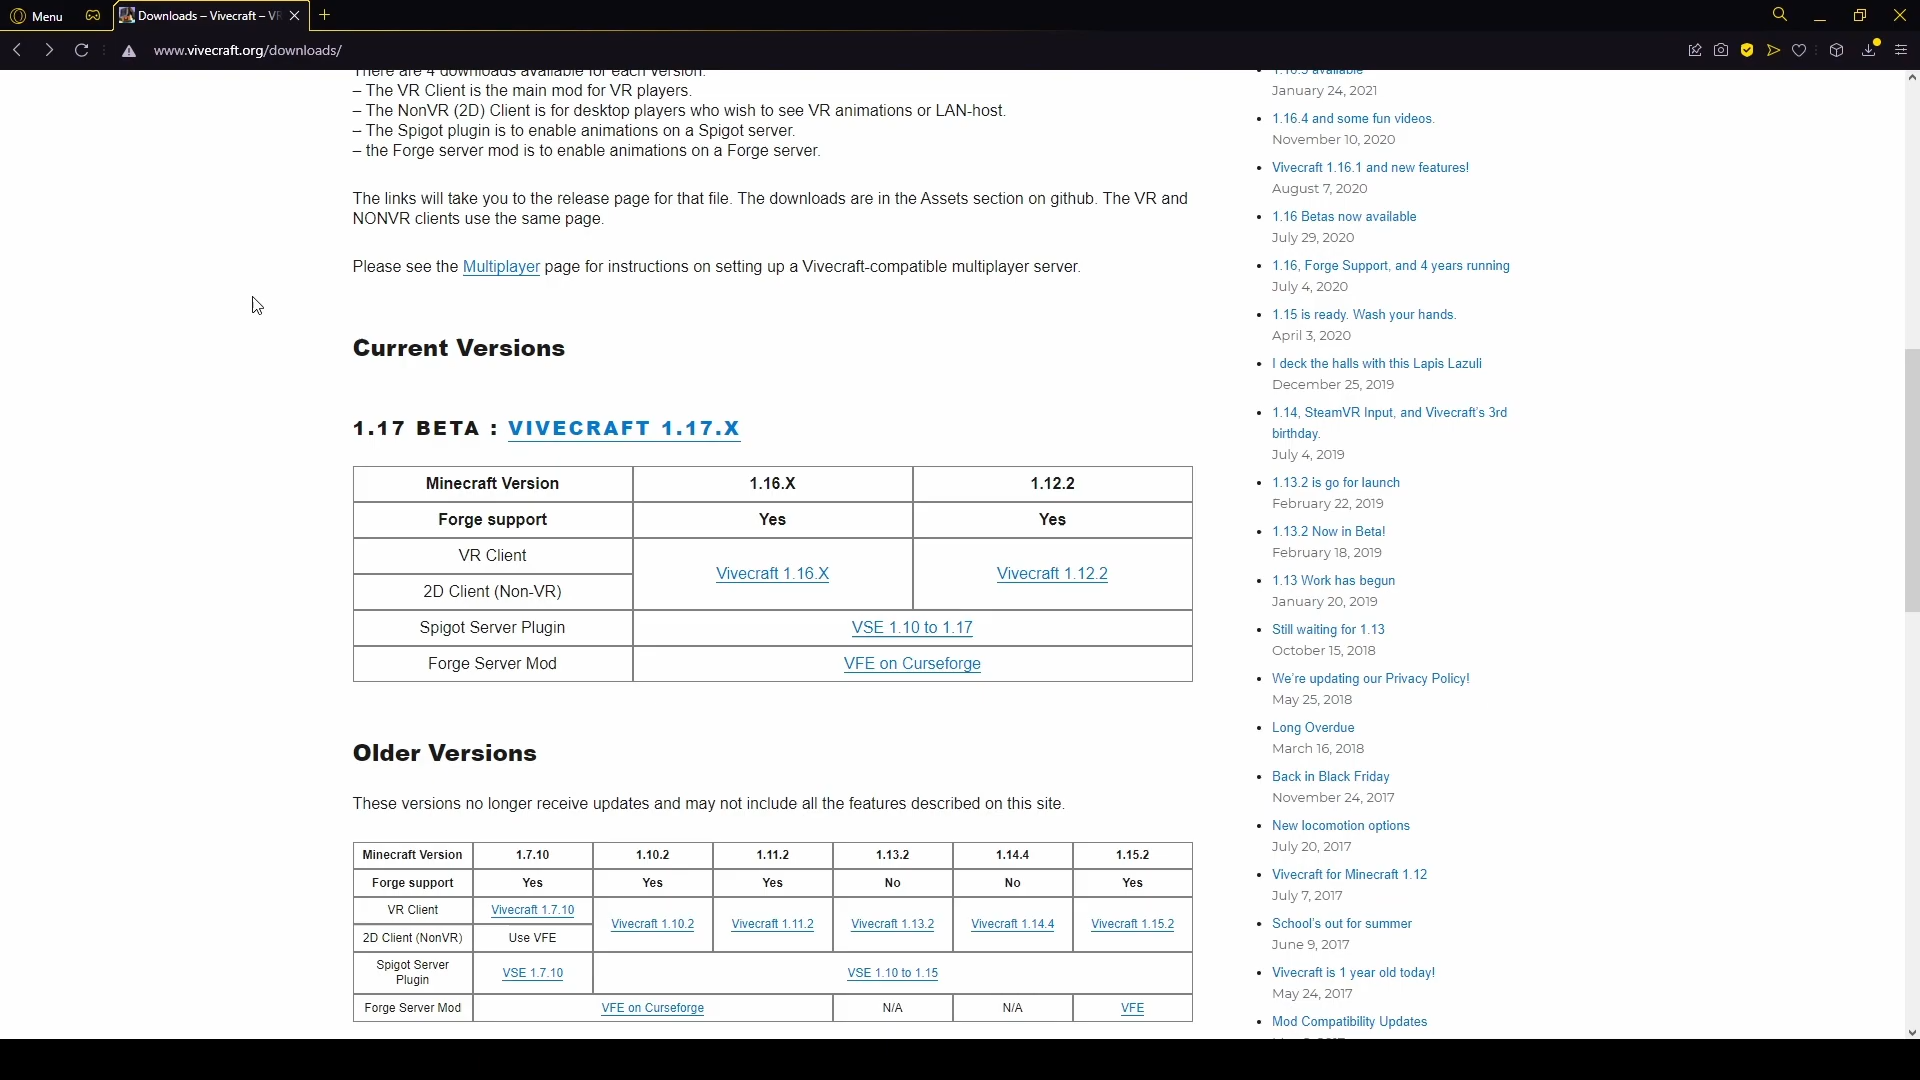 Menu
Downloads – Vivecraft – VR
www.vivecraft.org/downloads/
There are 4 downloads available for each version.
– The VR Client is the main mod for VR players.
– The NonVR (2D) Client is for desktop players who wish to see VR animations or LAN-host.
– The Spigot plugin is to enable animations on a Spigot server.
– the Forge server mod is to enable animations on a Forge server.
The links will take you to the release page for that file. The downloads are in the Assets section on github. The VR and
NONVR clients use the same page.
Please see the Multiplayer page for instructions on setting up a Vivecraft-compatible multiplayer server.
Current Versions
1.17 BETA : VIVECRAFT 1.17.X
Minecraft Version 1.16.X 1.12.2
Forge support Yes Yes
VR Client
Vivecraft 1.16.X Vivecraft 1.12.2
2D Client (Non-VR)
Spigot Server Plugin VSE 1.10 to 1.17
Forge Server Mod VFE on Curseforge
Older Versions
These versions no longer receive updates and may not include all the features described on this site.
Minecraft Version 1.7.10 1.10.2 1.11.2 1.13.2 1.14.4 1.15.2
Forge support Yes Yes Yes No No Yes
VR Client Vivecraft 1.7.10
Vivecraft 1.10.2 Vivecraft 1.11.2 Vivecraft 1.13.2 Vivecraft 1.14.4 Vivecraft 1.15.2
2D Client (NonVR) Use VFE
Spigot Server
Plugin
VSE 1.7.10 VSE 1.10 to 1.15
Forge Server Mod VFE on Curseforge N/A N/A VFE
available
January 24, 2021
1.16.4 and some fun videos.
November 10, 2020
Vivecraft 1.16.1 and new features!
August 7, 2020
1.16 Betas now available
July 29, 2020
1.16, Forge Support, and 4 years running
July 4, 2020
1.15 is ready. Wash your hands.
April 3, 2020
I deck the halls with this Lapis Lazuli
December 25, 2019
1.14, SteamVR Input, and Vivecraft's 3rd
birthday.
July 4, 2019
1.13.2 is go for launch
February 22, 2019
1.13.2 Now in Beta!
February 18, 2019
1.13 Work has begun
January 20, 2019
Still waiting for 1.13
October 15, 2018
We're updating our Privacy Policy!
May 25, 2018
Long Overdue
March 16, 2018
Back in Black Friday
November 24, 2017
New locomotion options
July 20, 2017
Vivecraft for Minecraft 1.12
July 7, 2017
School's out for summer
June 9, 2017
Vivecraft is 1 year old today!
May 24, 2017
Mod Compatibility Updates